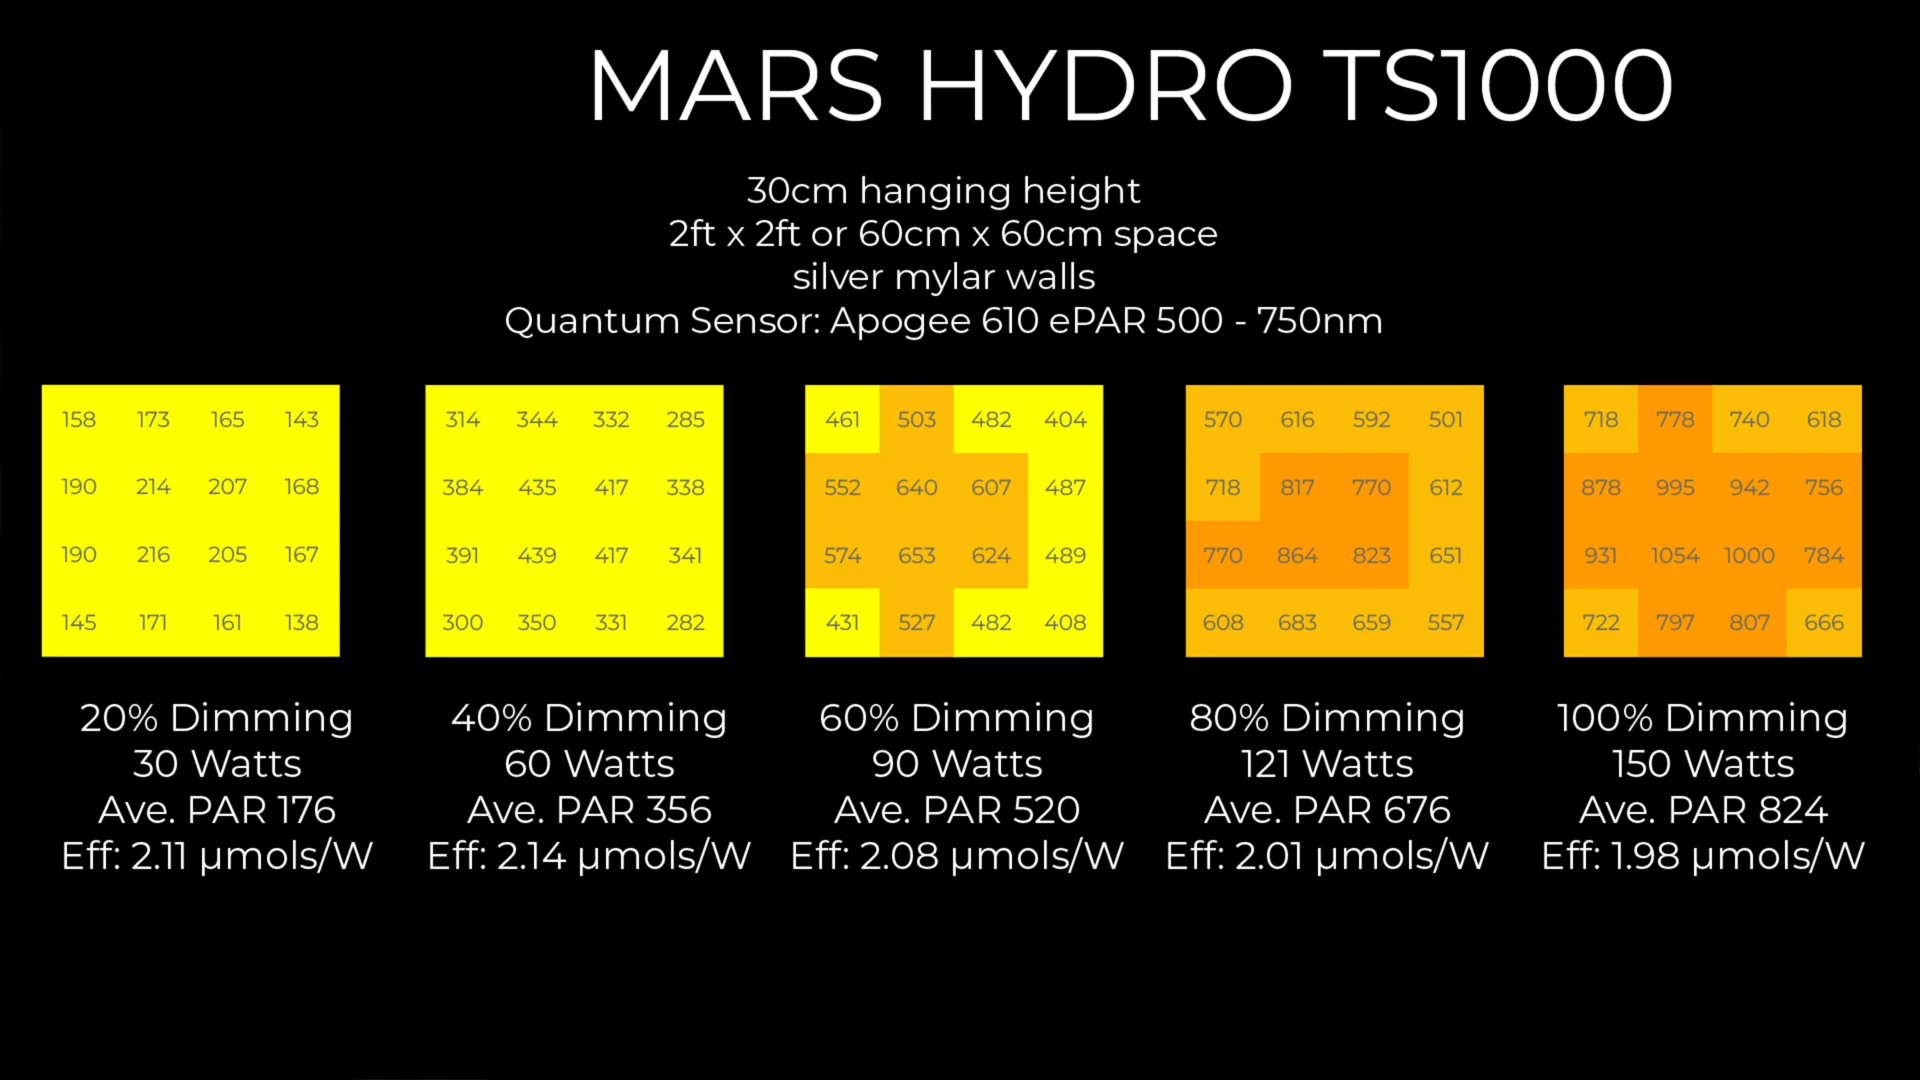 MARS HYDRO TS1000
30cm hanging height
2ft x 2ft or 60cm x 60cm space
silver mylar walls
Quantum Sensor: Apogee 610 ePAR 500 - 750nm
158 173 165 143
190 214 207 168
190 216 205 167
145 171 161 138
20% Dimming
30 Watts
Ave. PAR 176
Eff: 2.11 µmols/W
314 344 332 285
384 435 417 338
391 439 417 341
300 350 331 282
40% Dimming
60 Watts
Ave. PAR 356
Eff: 2.14 µmols/W
461 503 482 404
552 640 607 487
574 653 624 489
431 527 482 408
60% Dimming
90 Watts
Ave. PAR 520
Eff: 2.08 µmols/W
570 616 592 501
718 817 770 612
770 864 823 651
608 683 659 557
80% Dimming
121 Watts
Ave. PAR 676
Eff: 2.01 µmols/W
718 778 740 618
878 995 942 756
931 1054 1000 784
722 797 807 666
100% Dimming
150 Watts
Ave. PAR 824
Eff: 1.98 µmols/W